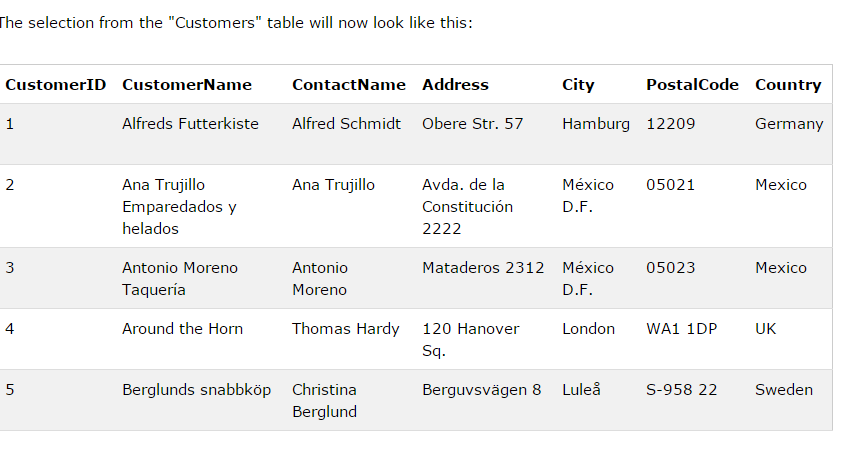 The selection from the "Customers" table will now look like this:
CustomerID CustomerName ContactName Address City PostalCode Country
1 Alfreds Futterkiste Alfred Schmidt Obere Str. 57 Hamburg 12209 Germany
2 Ana Trujillo Ana Trujillo Avda. de la México 05021 Mexico
Emparedados y Constitución D.F.
helados 2222
3 Antonio Moreno Antonio Mataderos 2312 México 05023 Mexico
Taquería Moreno D.F.
4 Around the Horn Thomas Hardy 120 Hanover London WA1 1DP UK
Sq.
5 Berglunds snabbköp Christina Berguvsvägen 8 Luleå S-958 22 Sweden
Berglund